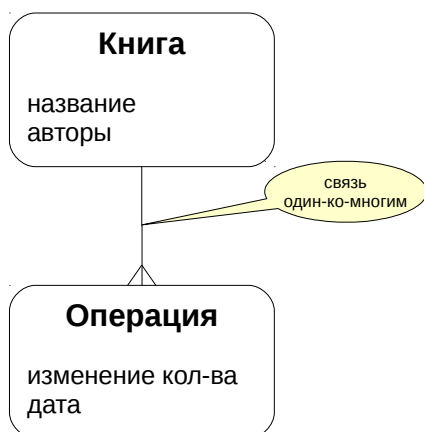 Книга
название
авторы
связь
один-ко-многим
Операция
изменение кол-ва
дата